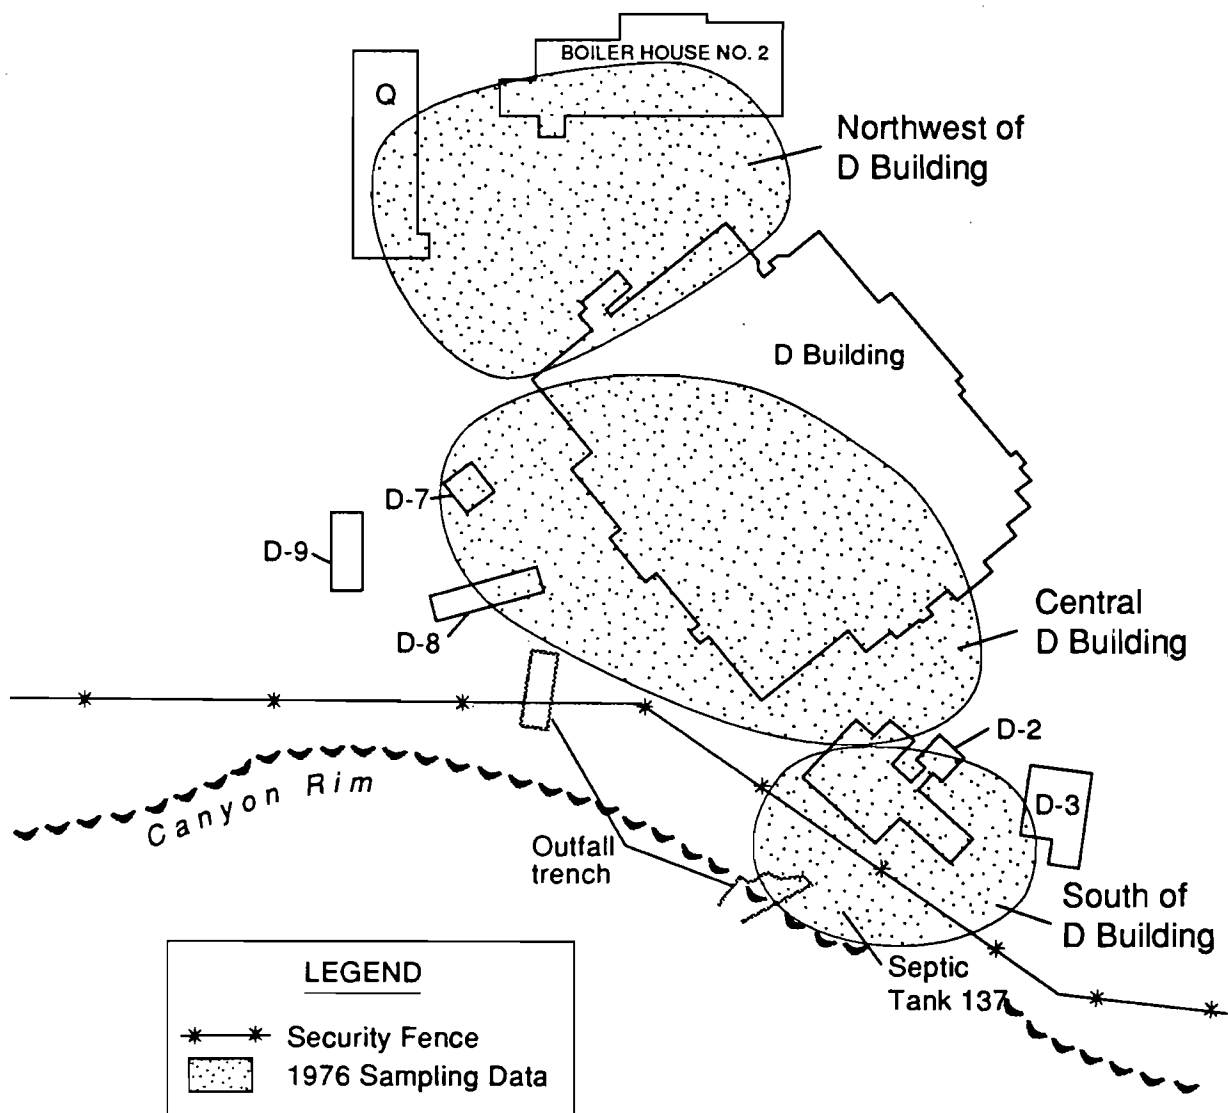 BOILER HOUSE NO. 2
Q
Northwest of
D Building
D Building
D-7
D-9
D-8
Central
D Building
D-2
D-3
Canyon Rim
Outfall
trench
South of
D Building
Septic
Tank 137
LEGEND
Security Fence
1976 Sampling Data